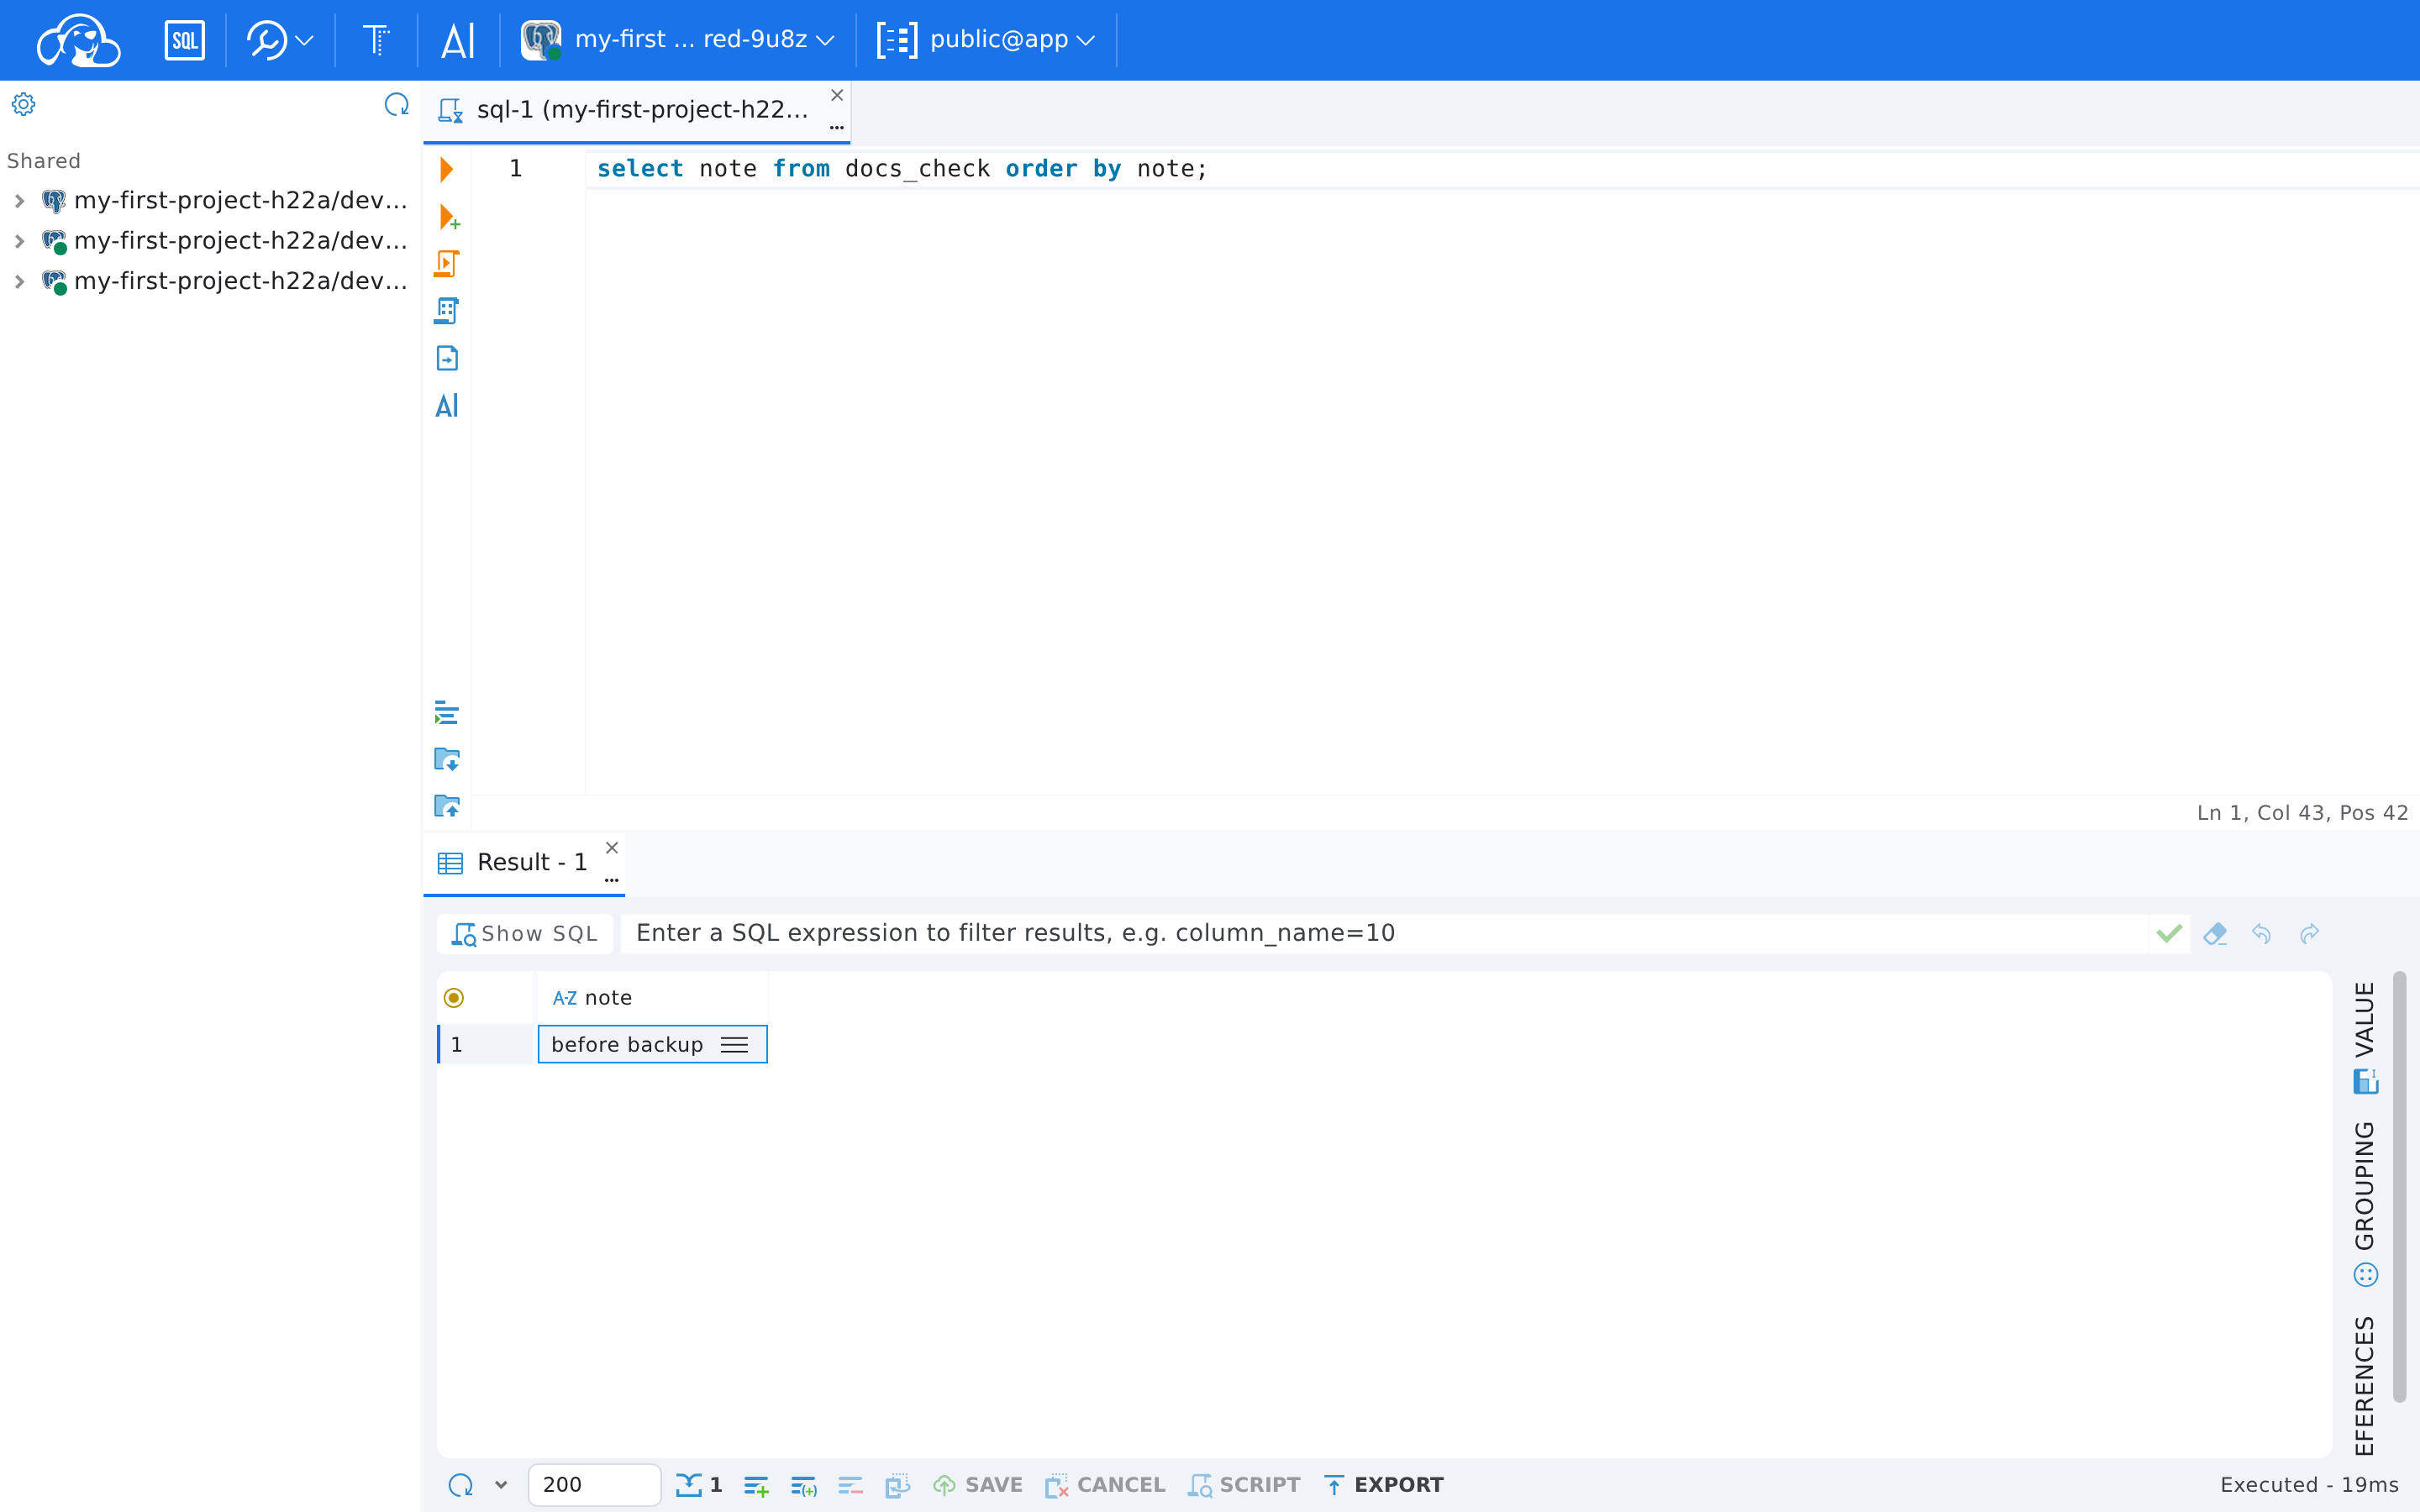 SQL
AI
my-first ... red-9u8z
public@app
Shared
my-first-project-h22a/dev...
my-first-project-h22a/dev...
my-first-project-h22a/dev...
sql-1 (my-first-project-h22...
1 select note from docs_check order by note;
AI
Ln 1, Col 43, Pos 42
Result - 1
Show SQL
Enter a SQL expression to filter results, e.g. column_name=10
A-Z note
1 before backup
VALUE
GROUPING
EFERENCES
200
1
SAVE
CANCEL
SCRIPT
EXPORT
Executed - 19ms